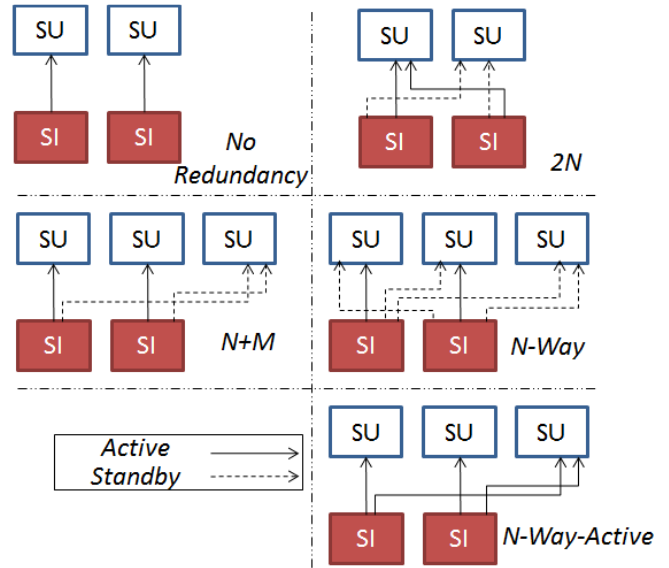 SU SU
SI SI
No
Redundancy
SU SU
SI SI
2N
SU SU SU
SI SI
N+M
SU SU SU
SI SI
N-Way
Active
Standby
SU SU SU
SI SI
N-Way-Active